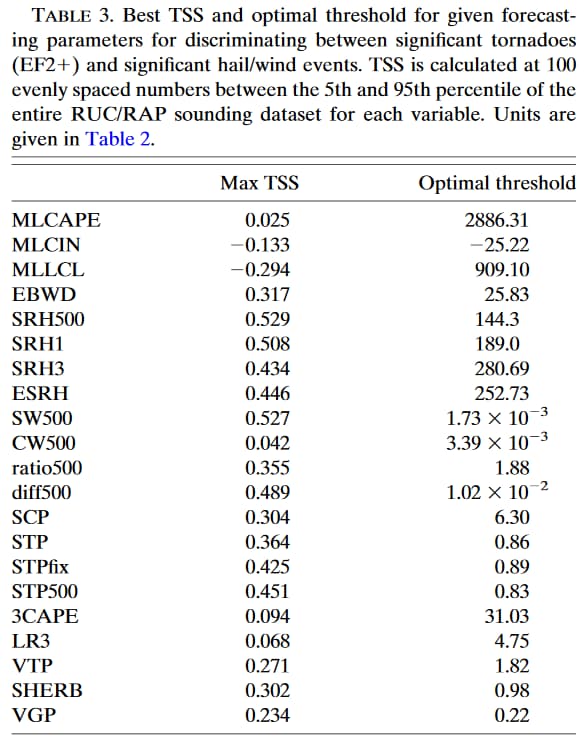 TABLE 3. Best TSS and optimal threshold for given forecast-
ing parameters for discriminating between significant tornadoes
(EF2+) and significant hail/wind events. TSS is calculated at 100
evenly spaced numbers between the 5th and 95th percentile of the
entire RUC/RAP sounding dataset for each variable. Units are
given in Table 2.
Max TSS Optimal threshold
MLCAPE 0.025 2886.31
MLCIN −0.133 −25.22
MLLCL −0.294 909.10
EBWD 0.317 25.83
SRH500 0.529 144.3
SRH1 0.508 189.0
SRH3 0.434 280.69
ESRH 0.446 252.73
SW500 0.527 1.73 × 10⁻³
CW500 0.042 3.39 × 10⁻³
ratio500 0.355 1.88
diff500 0.489 1.02 × 10⁻²
SCP 0.304 6.30
STP 0.364 0.86
STPfix 0.425 0.89
STP500 0.451 0.83
3CAPE 0.094 31.03
LR3 0.068 4.75
VTP 0.271 1.82
SHERB 0.302 0.98
VGP 0.234 0.22